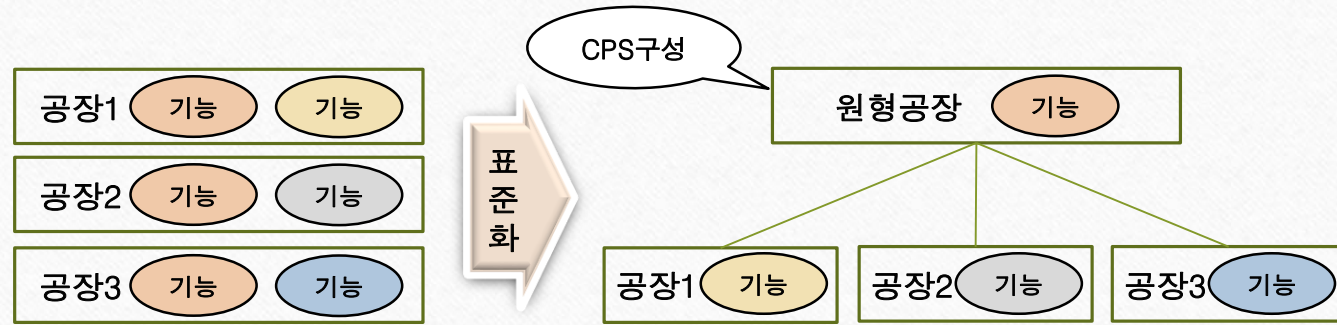 CPS구성
공장1 기능 기능
공장2 기능 기능
공장3 기능 기능
표
준
화
원형공장 기능
공장1 기능
공장2 기능
공장3 기능